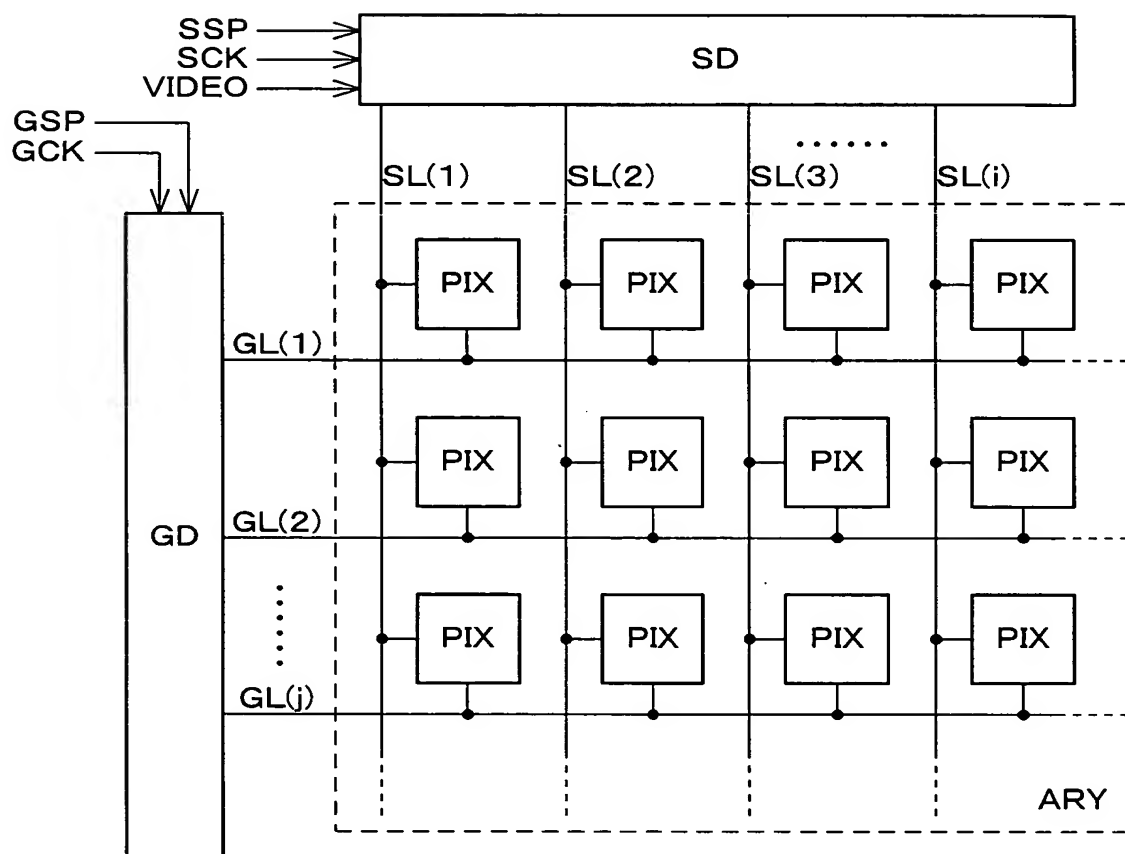 SSP
SCK
VIDEO
SD
GSP
GCK
SL(1) SL(2) SL(3) SL(i)
PIX PIX PIX PIX
GL(1)
PIX PIX PIX PIX
GL(2)
GD
PIX PIX PIX PIX
GL(j)
ARY